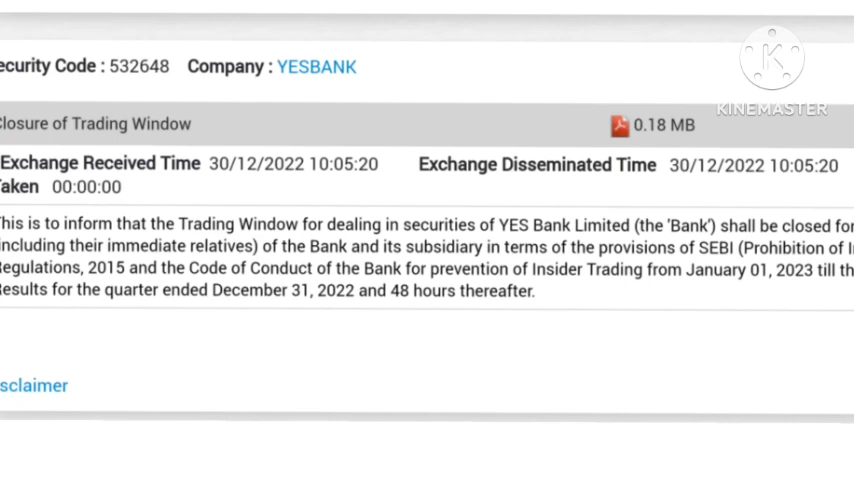 KINEMASTER
ecurity Code : 532648 Company : YESBANK
Closure of Trading Window 0.18 MB
Exchange Received Time 30/12/2022 10:05:20 Exchange Disseminated Time 30/12/2022 10:05:20
Taken 00:00:00
This is to inform that the Trading Window for dealing in securities of YES Bank Limited (the 'Bank') shall be closed for
including their immediate relatives) of the Bank and its subsidiary in terms of the provisions of SEBI (Prohibition of I
Regulations, 2015 and the Code of Conduct of the Bank for prevention of Insider Trading from January 01, 2023 till th
Results for the quarter ended December 31, 2022 and 48 hours thereafter.
sclaimer